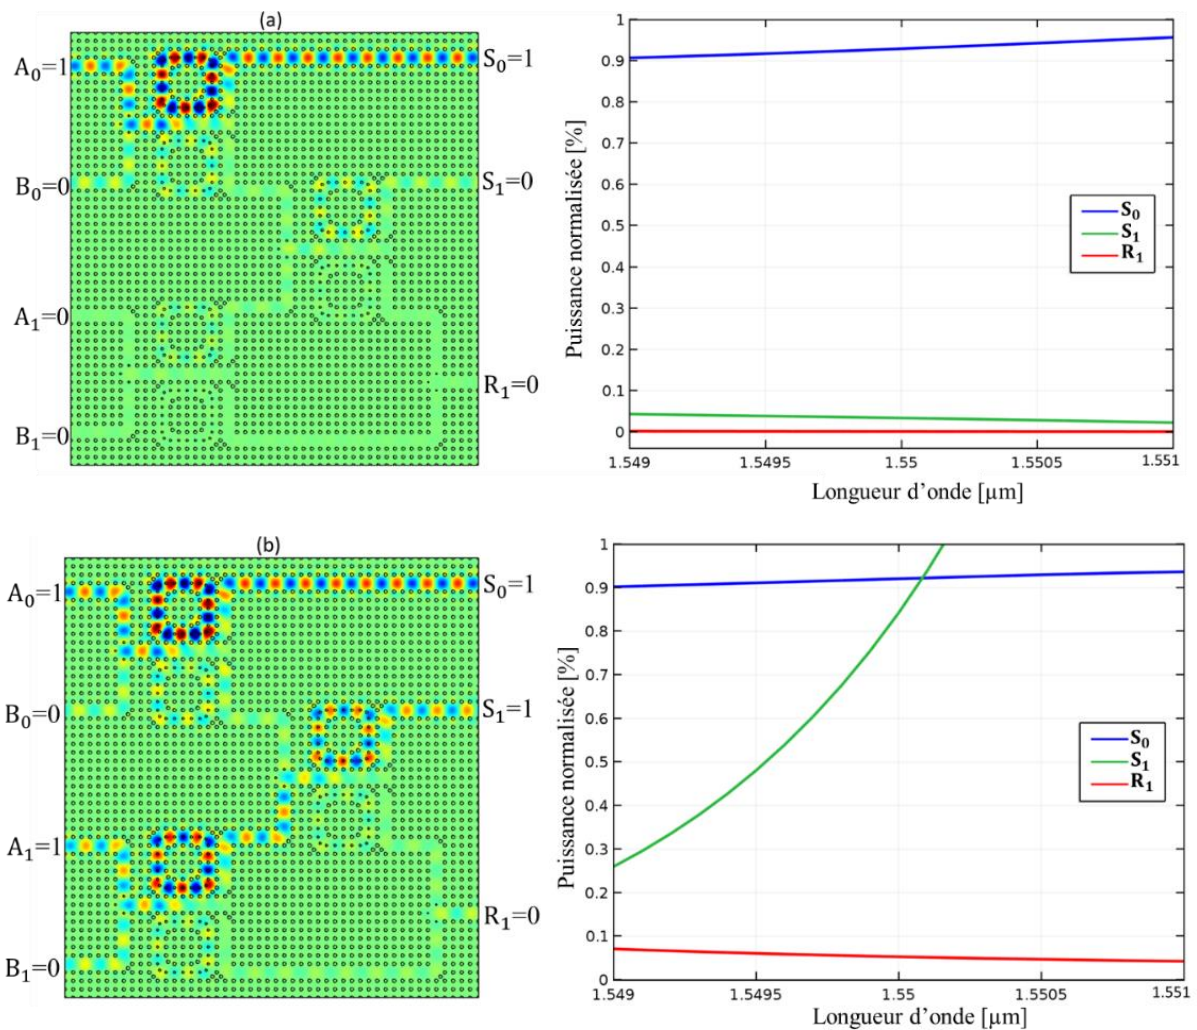 (a)
A₀=1
B₀=0
A₁=0
B₁=0
S₀=1
S₁=0
R₁=0
Puissance normalisée [%]
1
0.9
0.8
0.7
0.6
0.5
0.4
0.3
0.2
0.1
0
S₀
S₁
R₁
1.549
1.5495
1.55
1.5505
1.551
Longueur d'onde [µm]
(b)
A₀=1
B₀=0
A₁=1
B₁=0
S₀=1
S₁=1
R₁=0
Puissance normalisée [%]
1
0.9
0.8
0.7
0.6
0.5
0.4
0.3
0.2
0.1
0
S₀
S₁
R₁
1.549
1.5495
1.55
1.5505
1.551
Longueur d'onde [µm]